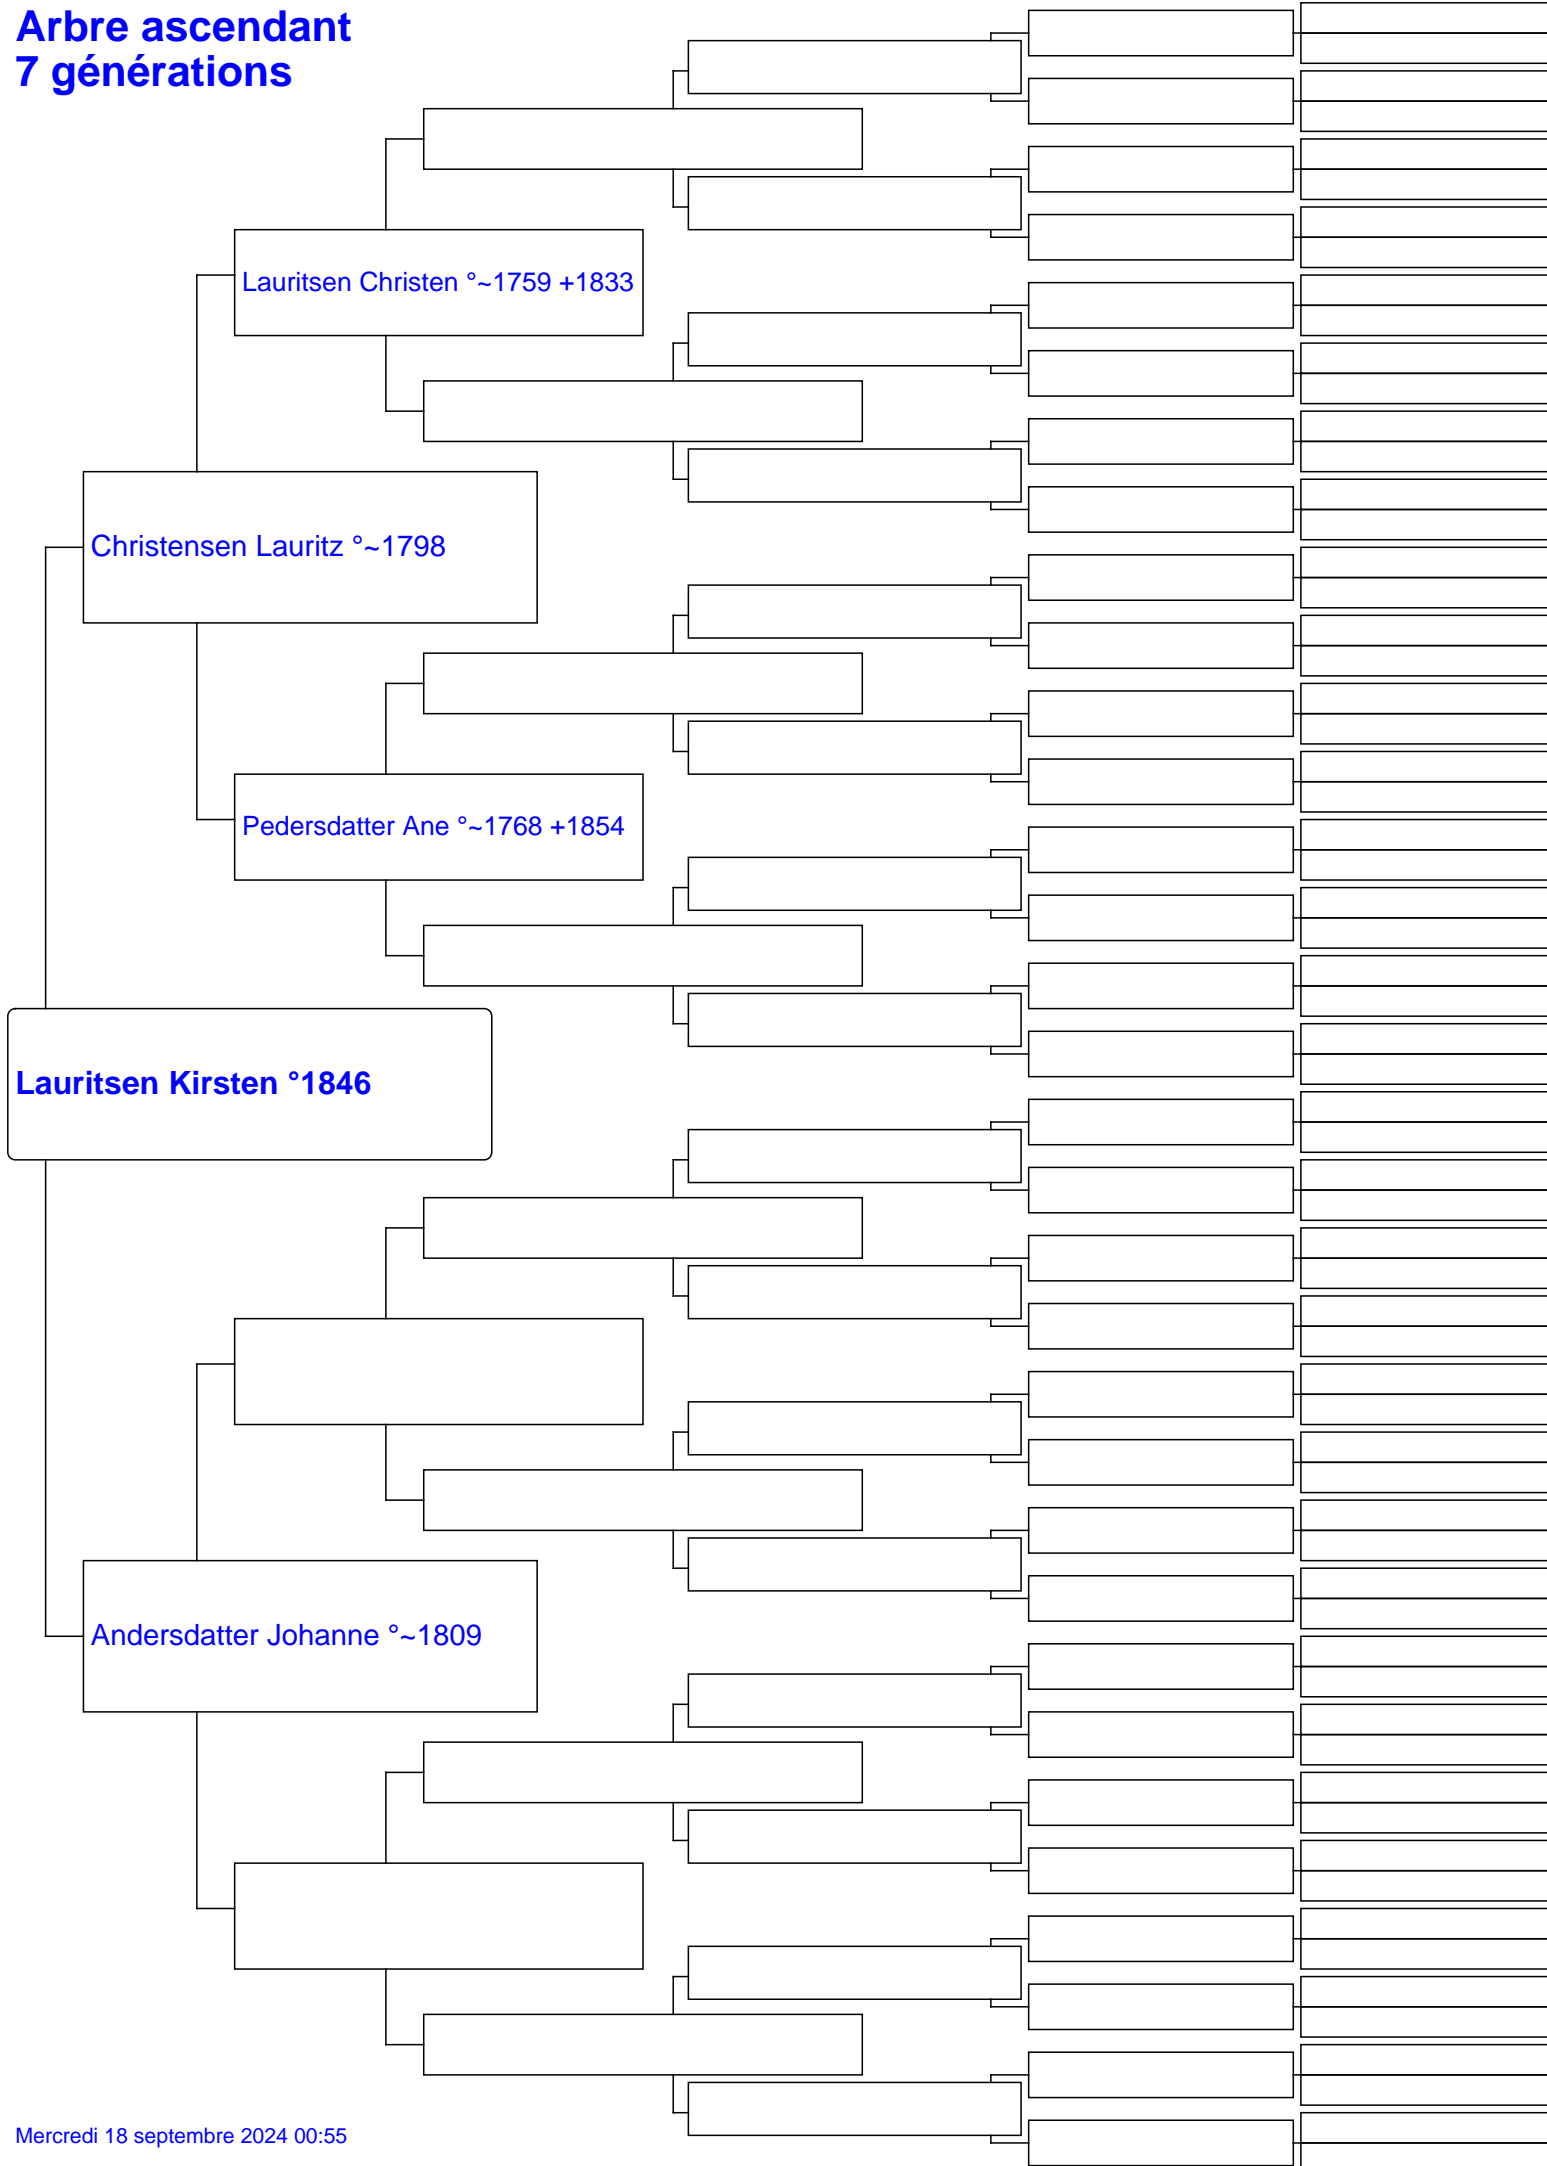 Arbre ascendant
7 générations
Lauritsen Christen °~1759 +1833
Christensen Lauritz °~1798
Pedersdatter Ane °~1768 +1854
Lauritsen Kirsten °1846
Andersdatter Johanne °~1809
Mercredi 18 septembre 2024 00:55